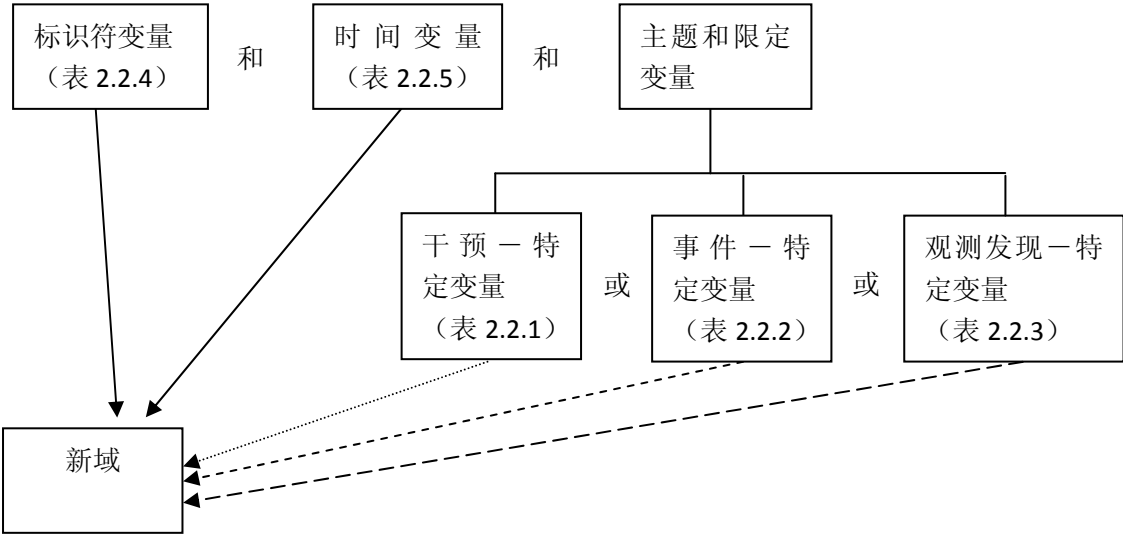 标识符变量
（表 2.2.4）
和
时间变量
（表 2.2.5）
和
主题和限定
变量
干预－特
定变量
（表 2.2.1）
或
事件－特
定变量
（表 2.2.2）
或
观测发现－特
定变量
（表 2.2.3）
新域